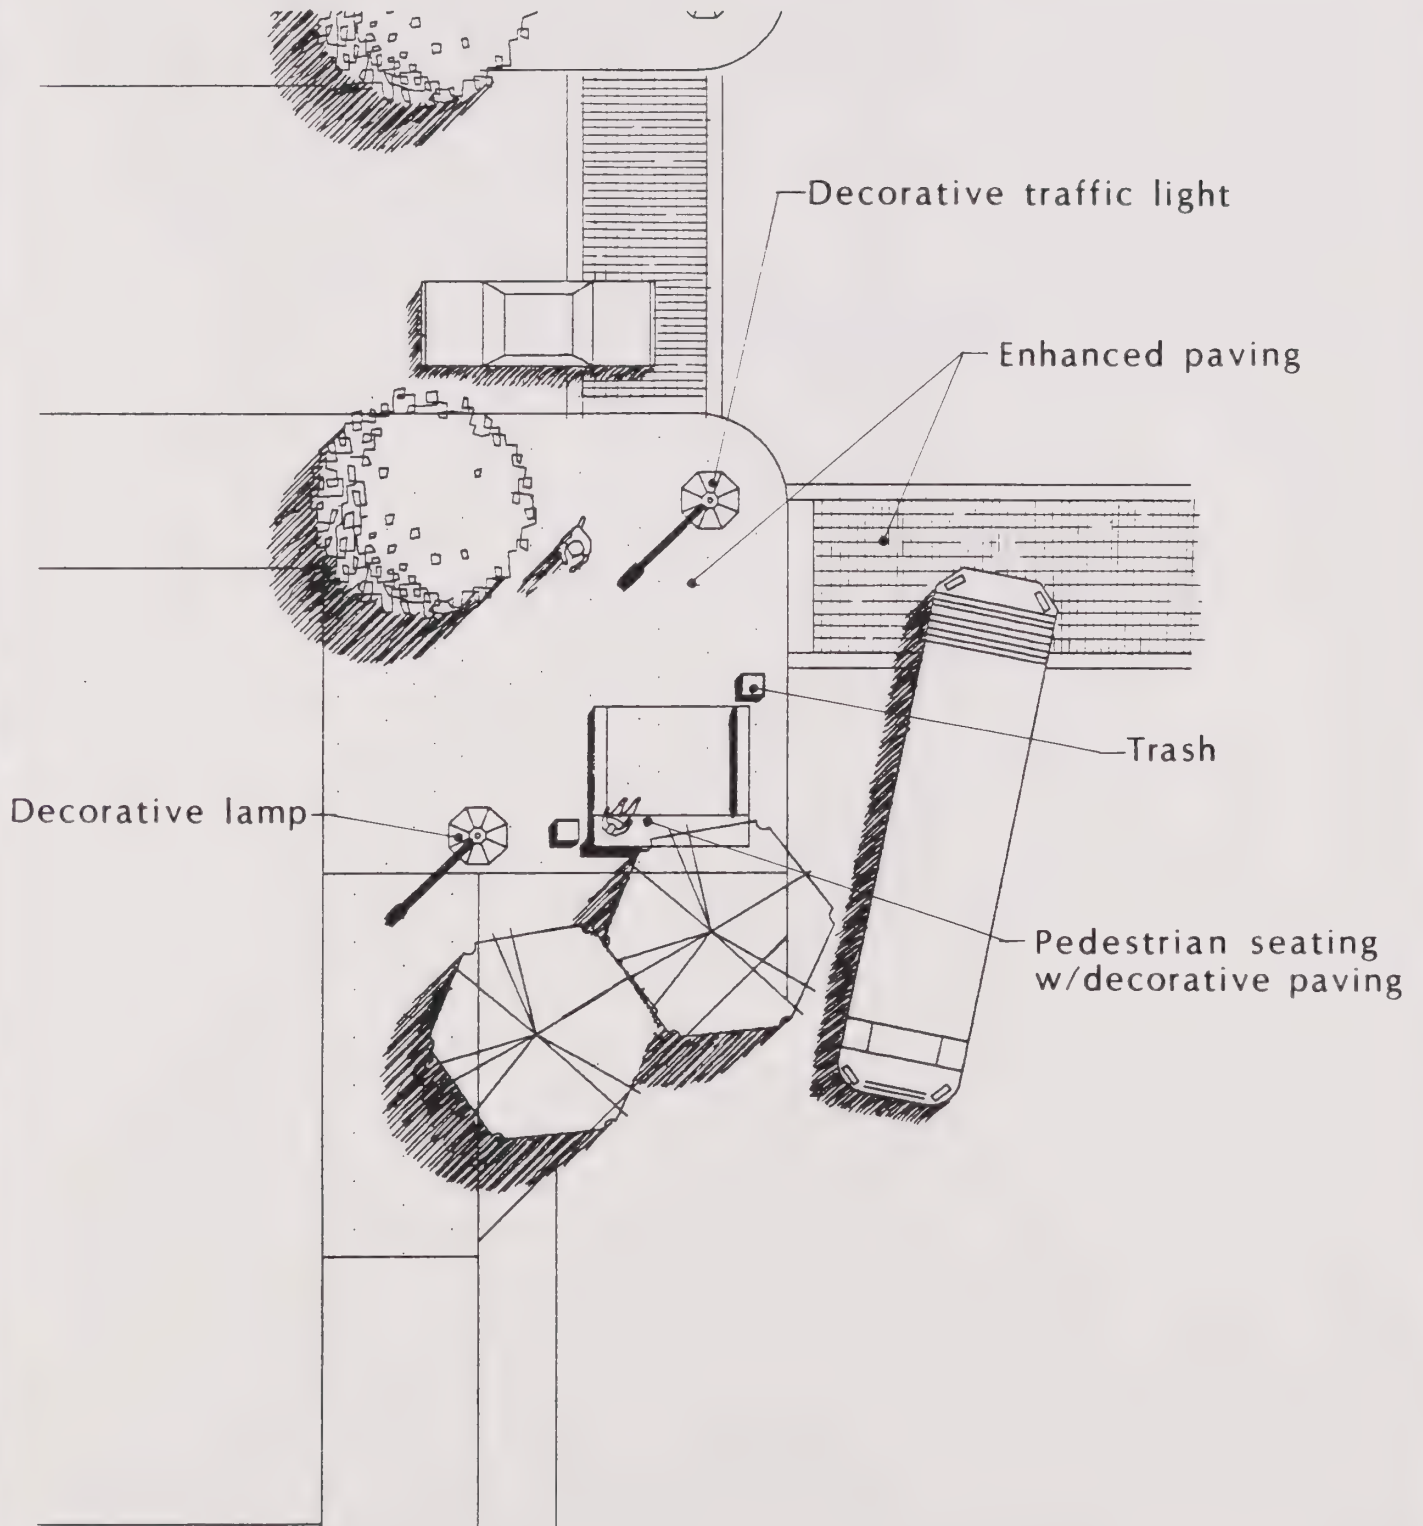 Decorative traffic light
Enhanced paving
Trash
Decorative lamp
Pedestrian seating
w/decorative paving